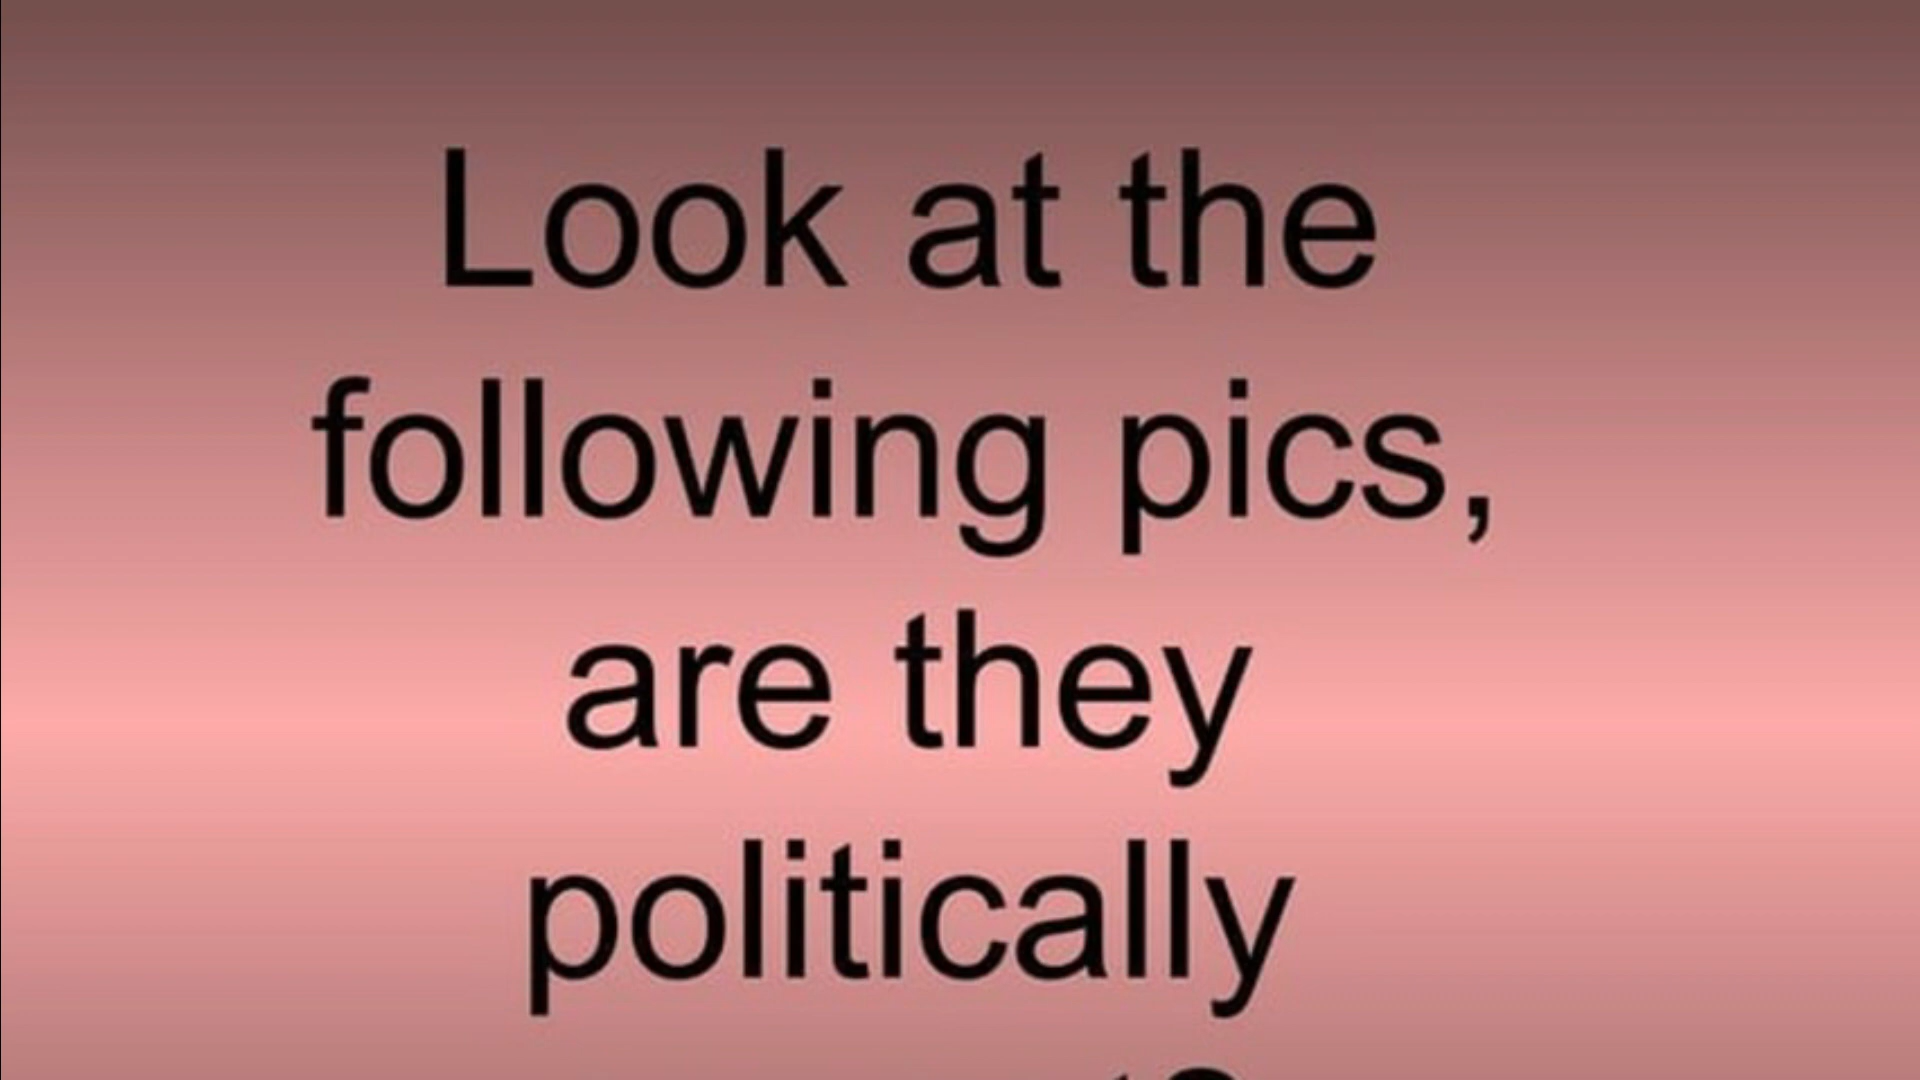 Look at the
following pics,
are they
politically